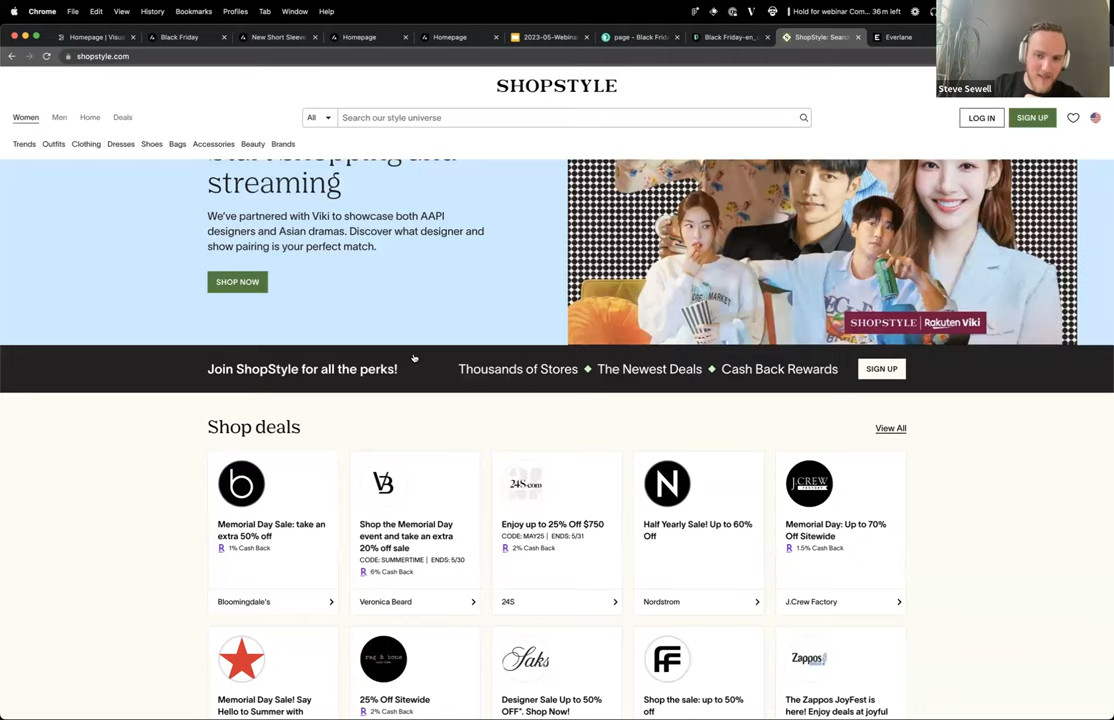 Chrome File Edit View History Bookmarks Profiles Tab Window Help
Hold for webinar Com... 36 m left
Homepage | Visua
Black Friday
New Short Sleeve
Homepage
Homepage
2023-05-Webina
page - Black Frida
Black Friday-en_
ShopStyle: Searc
Everlane
shopstyle.com
Steve Sewell
SHOPSTYLE
Women Men Home Deals
All Search our style universe
LOG IN SIGN UP
Trends Outfits Clothing Dresses Shoes Bags Accessories Beauty Brands
Start shopping and
streaming
We've partnered with Viki to showcase both AAPI
designers and Asian dramas. Discover what designer and
show pairing is your perfect match.
SHOP NOW
SHOPSTYLE | Rakuten Viki
Join ShopStyle for all the perks! Thousands of Stores ◆ The Newest Deals ◆ Cash Back Rewards SIGN UP
Shop deals
View All
b
Memorial Day Sale: take an
extra 50% off
R 1% Cash Back
Bloomingdale's
VB
Shop the Memorial Day
event and take an extra
20% off sale
CODE: SUMMERTIME | ENDS: 5/30
R 6% Cash Back
Veronica Beard
24S.com
Enjoy up to 25% Off $750
CODE: MAY25 | ENDS: 5/31
R 2% Cash Back
24S
N
Half Yearly Sale! Up to 60%
Off
Nordstrom
J.CREW
FACTORY
Memorial Day: Up to 70%
Off Sitewide
R 1.5% Cash Back
J.Crew Factory
Memorial Day Sale! Say
Hello to Summer with
rag & bone
25% Off Sitewide
R 2% Cash Back
Saks
Designer Sale Up to 50%
OFF*. Shop Now!
FF
Shop the sale: up to 50%
off
Zappos
The Zappos JoyFest is
here! Enjoy deals at joyful